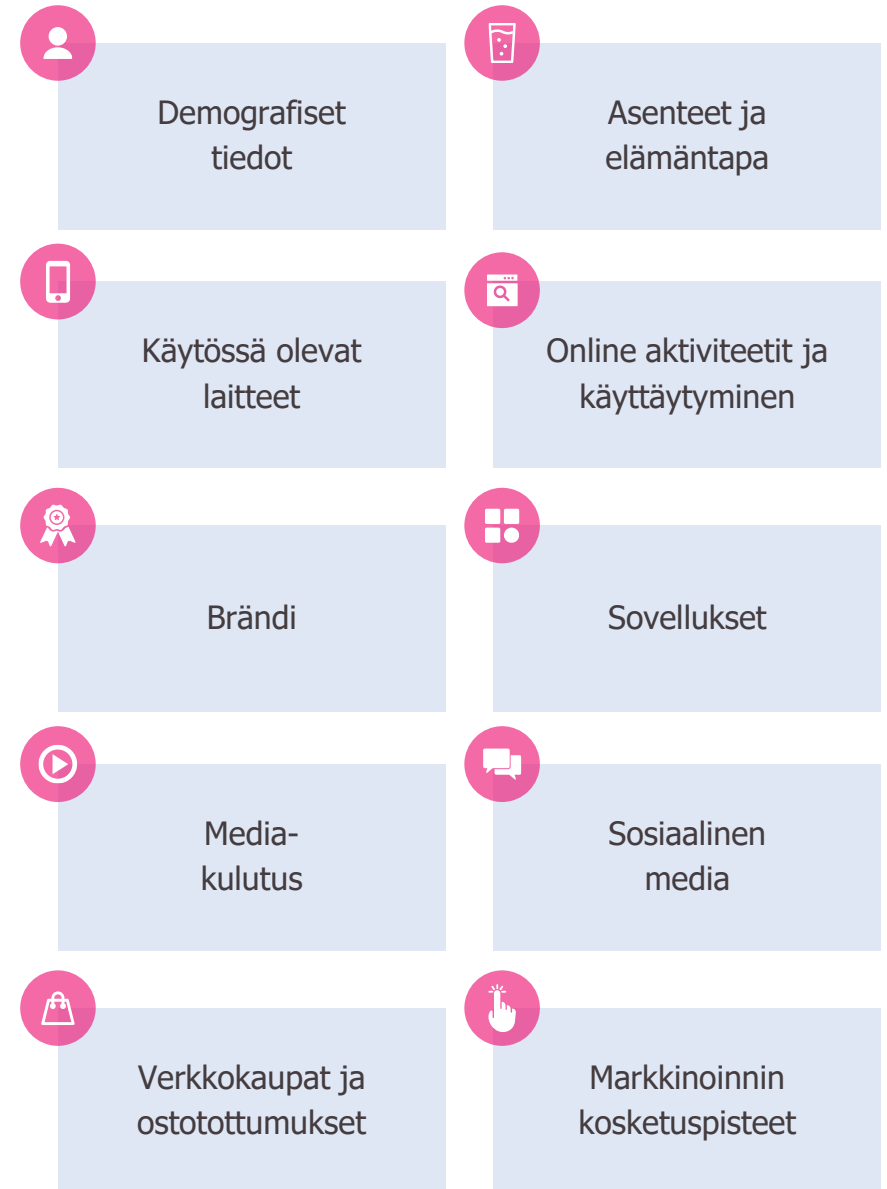 Demografiset
tiedot
Asenteet ja
elämäntapa
Käytössä olevat
laitteet
Online aktiviteetit ja
käyttäytyminen
Brändi
Sovellukset
Media-
kulutus
Sosiaalinen
media
Verkkokaupat ja
ostotottumukset
Markkinoinnin
kosketuspisteet